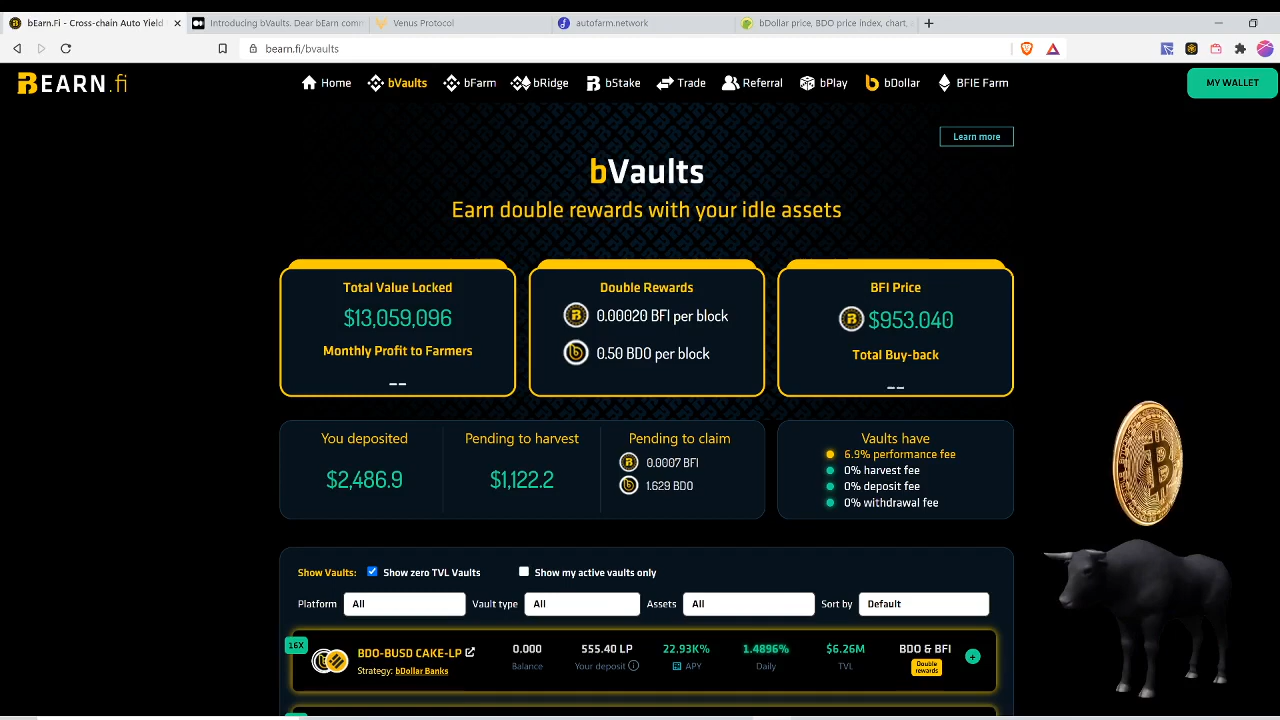 bEarn.Fi - Cross-chain Auto Yield
Introducing bVaults. Dear bEarn comm
Venus Protocol
autofarm.network
bDollar price, BDO price index, chart,
bearn.fi/bvaults
BEARN.fi
Home
bVaults
bFarm
bRidge
bStake
Trade
Referral
bPlay
bDollar
BFIE Farm
MY WALLET
Learn more
bVaults
Earn double rewards with your idle assets
Total Value Locked
$13,059,096
Monthly Profit to Farmers
--
Double Rewards
0.00020 BFI per block
0.50 BDO per block
BFI Price
$953.040
Total Buy-back
--
You deposited
$2,486.9
Pending to harvest
$1,122.2
Pending to claim
0.0007 BFI
1.629 BDO
Vaults have
6.9% performance fee
0% harvest fee
0% deposit fee
0% withdrawal fee
Show Vaults:
Show zero TVL Vaults
Show my active vaults only
Platform
All
Vault type
All
Assets
All
Sort by
Default
16X
BDO-BUSD CAKE-LP
Strategy: bDollar Banks
0.000
Balance
555.40 LP
Your deposit
22.93K%
APY
1.4896%
Daily
$6.26M
TVL
BDO & BFI
Double
rewards